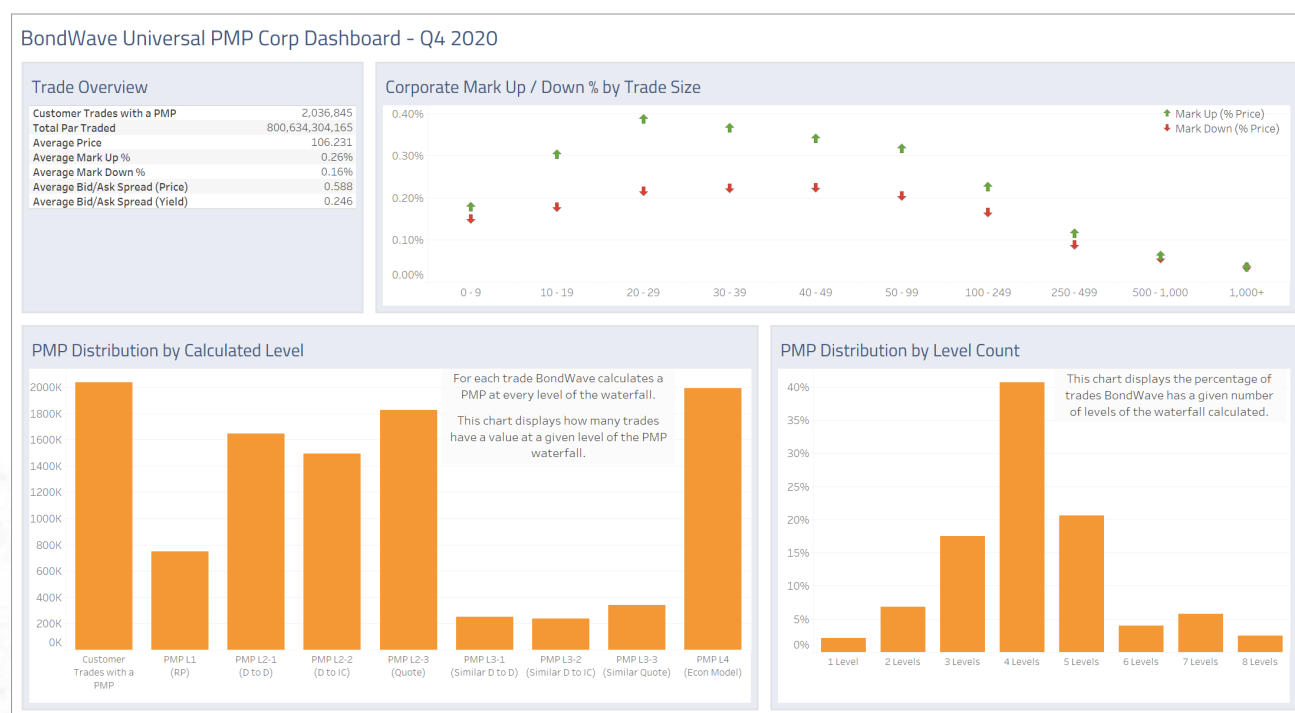 BondWave Universal PMP Corp Dashboard - Q4 2020
Trade Overview
Customer Trades with a PMP 2,036,845
Total Par Traded 800,634,304,165
Average Price 106.231
Average Mark Up % 0.26%
Average Mark Down % 0.16%
Average Bid/Ask Spread (Price) 0.588
Average Bid/Ask Spread (Yield) 0.246
Corporate Mark Up / Down % by Trade Size
Mark Up (% Price)
Mark Down (% Price)
0.40%
0.30%
0.20%
0.10%
0.00%
0 - 9 10 - 19 20 - 29 30 - 39 40 - 49 50 - 99 100 - 249 250 - 499 500 - 1,000 1,000+
PMP Distribution by Calculated Level
For each trade BondWave calculates a
PMP at every level of the waterfall.
This chart displays how many trades
have a value at a given level of the PMP
waterfall.
2000K
1800K
1600K
1400K
1200K
1000K
800K
600K
400K
200K
0K
Customer
Trades with a
PMP
PMP L1
(RP)
PMP L2-1
(D to D)
PMP L2-2
(D to IC)
PMP L2-3
(Quote)
PMP L3-1
(Similar D to D)
PMP L3-2
(Similar D to IC)
PMP L3-3
(Similar Quote)
PMP L4
(Econ Model)
PMP Distribution by Level Count
This chart displays the percentage of
trades BondWave has a given number
of levels of the waterfall calculated.
40%
35%
30%
25%
20%
15%
10%
5%
0%
1 Level 2 Levels 3 Levels 4 Levels 5 Levels 6 Levels 7 Levels 8 Levels